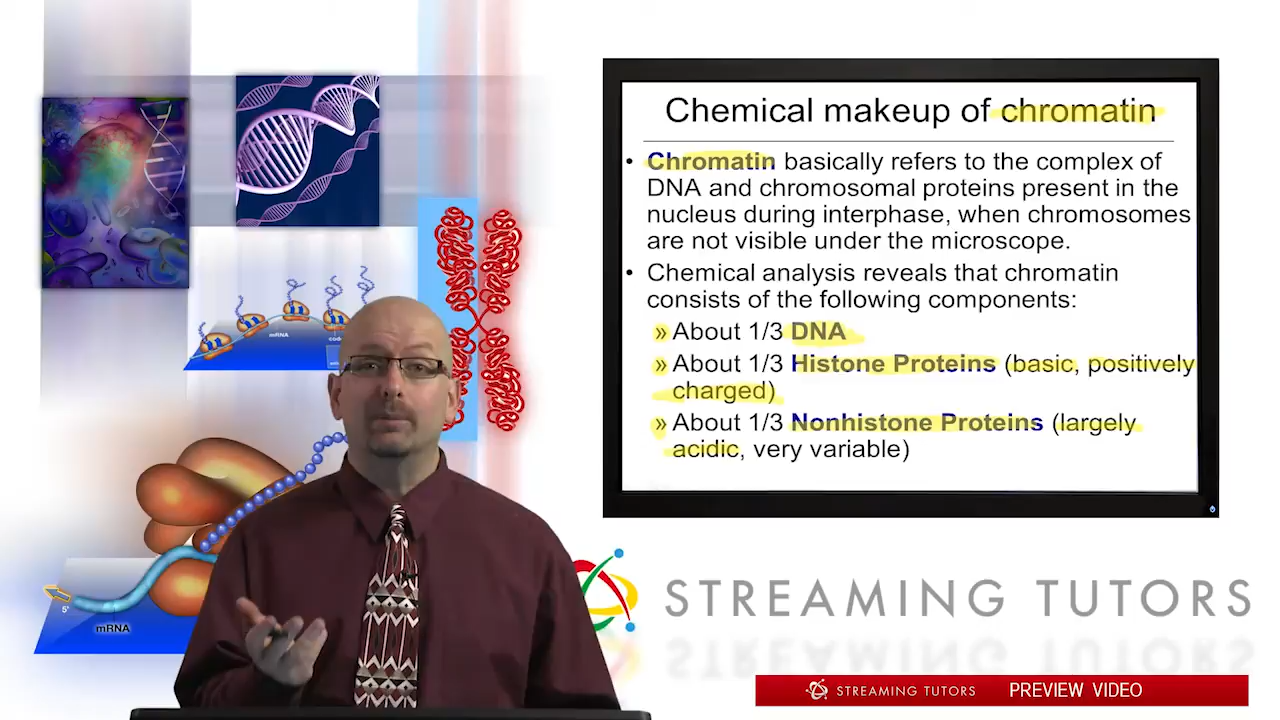 Chemical makeup of chromatin
• Chromatin basically refers to the complex of
DNA and chromosomal proteins present in the
nucleus during interphase, when chromosomes
are not visible under the microscope.
• Chemical analysis reveals that chromatin
consists of the following components:
» About 1/3 DNA
» About 1/3 Histone Proteins (basic, positively
charged)
» About 1/3 Nonhistone Proteins (largely
acidic, very variable)
mRNA
5'
mRNA
STREAMING TUTORS
STREAMING TUTORS PREVIEW VIDEO